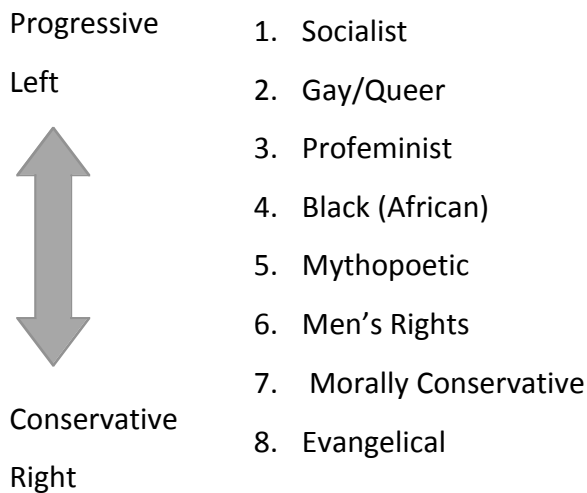 Progressive
Left
Conservative
Right
1. Socialist
2. Gay/Queer
3. Profeminist
4. Black (African)
5. Mythopoetic
6. Men’s Rights
7. Morally Conservative
8. Evangelical